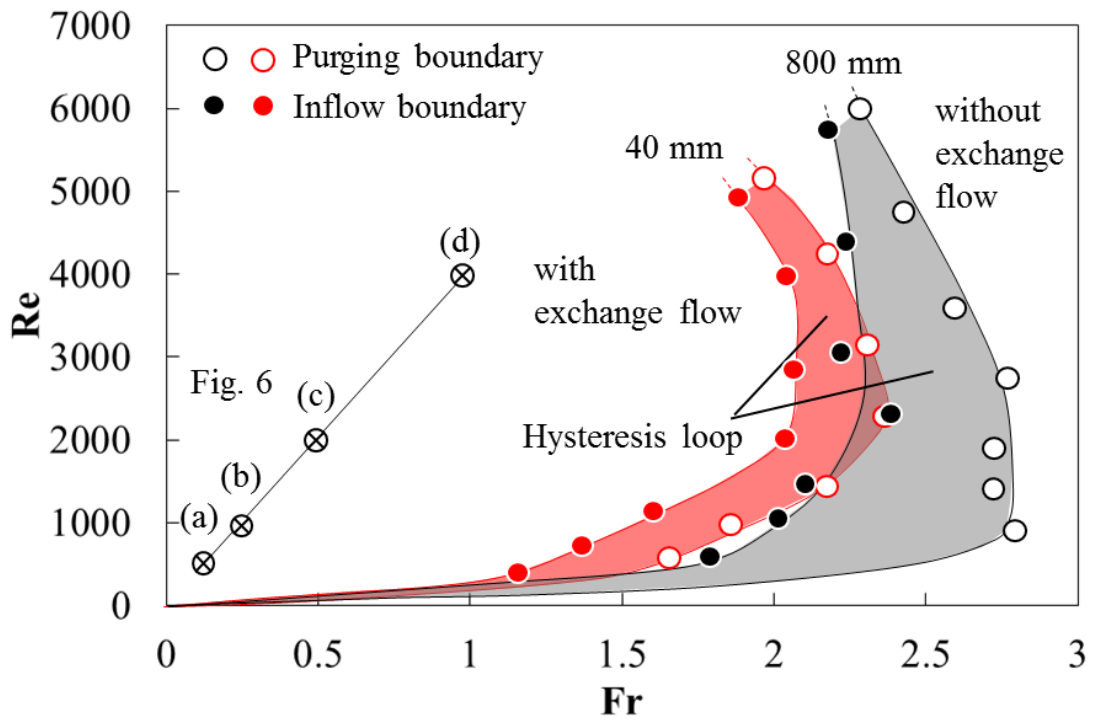 7000
6000
5000
4000
3000
2000
1000
0
Re
Purging boundary
Inflow boundary
800 mm
without
exchange
flow
40 mm
with
exchange flow
(d)
Fig. 6
(c)
(b)
(a)
Hysteresis loop
0
0.5
1
1.5
2
2.5
3
Fr